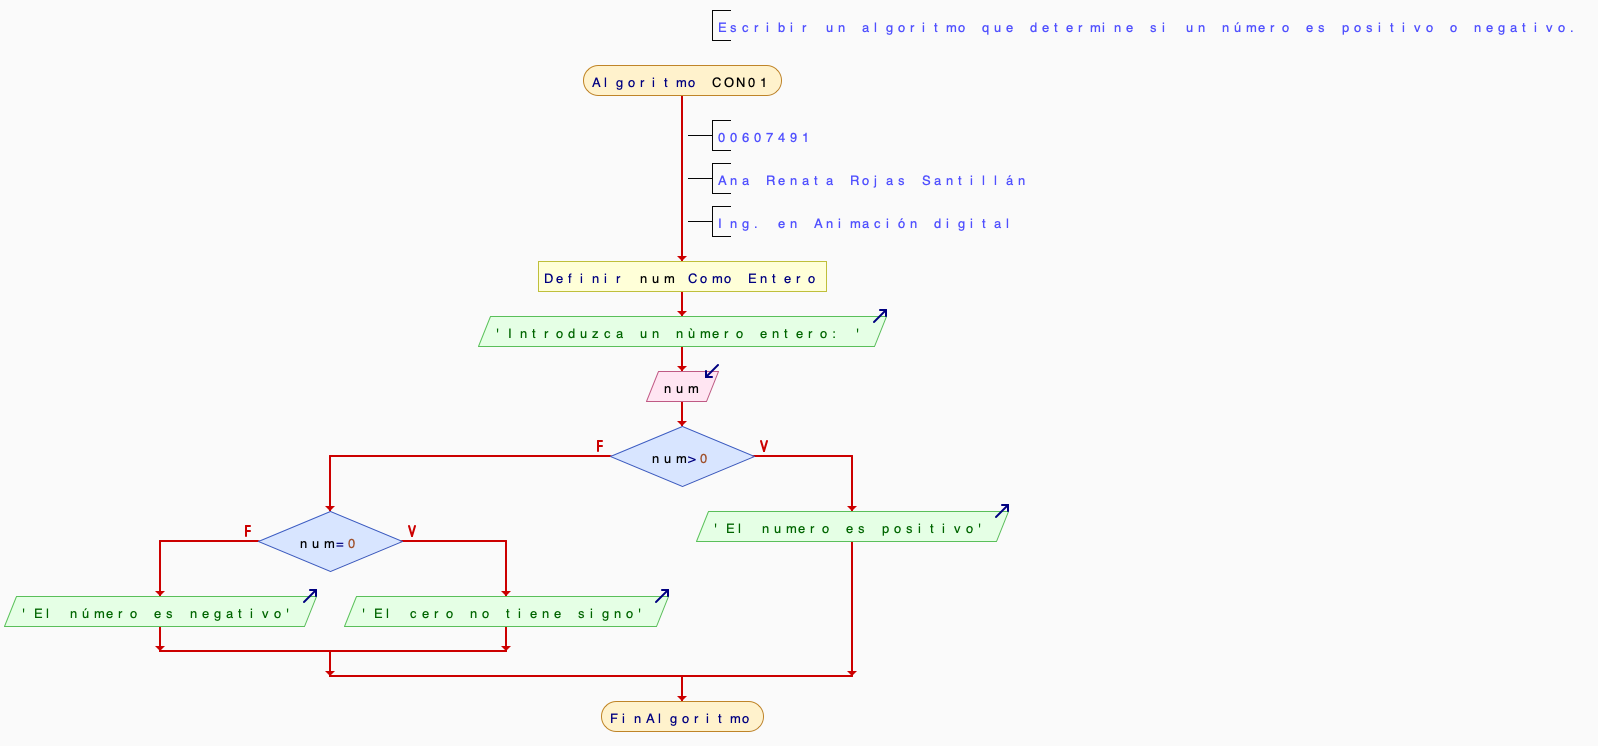 Escribir un algoritmo que determine si un número es positivo o negativo.
Algoritmo CON01
00607491
Ana Renata Rojas Santillán
Ing. en Animación digital
Definir num Como Entero
'Introduzca un nùmero entero: '
num
F
num>0
V
'El numero es positivo'
F
num=0
V
'El número es negativo'
'El cero no tiene signo'
FinAlgoritmo